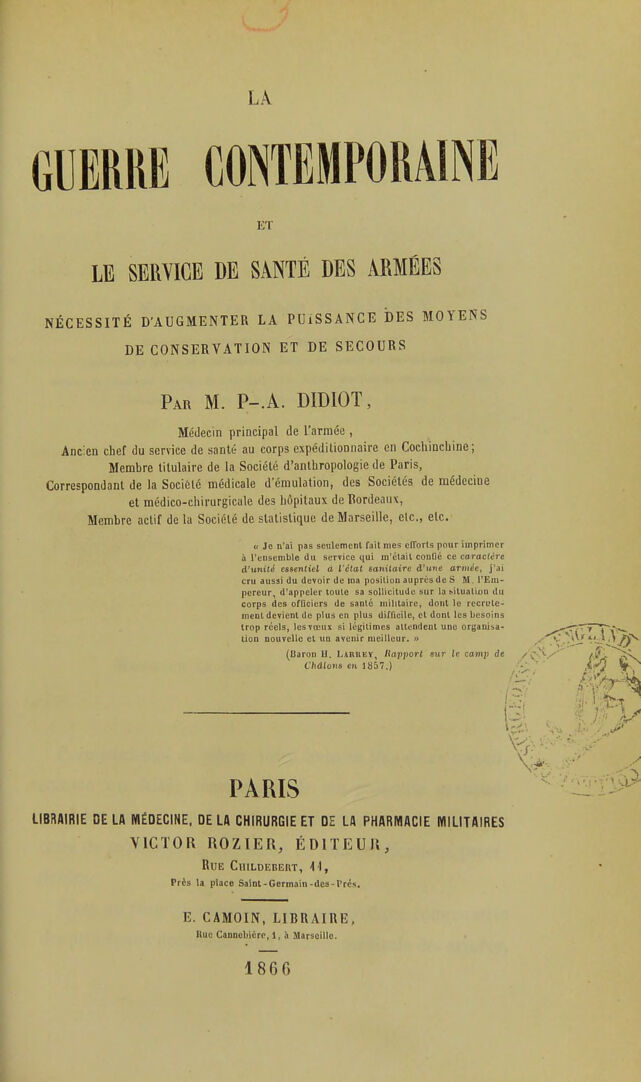 LA
GUERRE CONTEMPORAINE
ET
LE SERVICE DE SANTÉ DES ARMÉES
NÉCESSITÉ D'AUGMENTER LA PUISSANCE DES MOYENS
DE CONSERVATION ET DE SECOURS
PAR M. P-.A. DIDIOT,
Médecin principal de l'armée,
Ancien chef du service de santé au corps expéditionnaire en Cochinchine;
Membre titulaire de la Société d'anthropologie de Paris,
Correspondant de la Société médicale d'émulation, des Sociétés de médecine
et médico-chirurgicale des hôpitaux de Bordeaux,
Membre actif de la Société de statistique de Marseille, etc., etc.
« Je n'ai pas seulement fait mes efforts pour imprimer
à l'ensemble du service qui m'était confié ce caractère
d'unité essentiel à l'état sanitaire d'une armée, j'ai
cru aussi du devoir de ma position auprès de S M. l'Em-
pereur, d'appeler toute sa sollicitude sur la situation du
corps des officiers de santé militaire, dont le recrute-
ment devient de plus en plus difficile, et dont les besoins
trop réels, les vœux si légitimes attendent une organisa-
tion nouvelle et un avenir meilleur. »
(Baron H. LARREY, Rapport sur le camp de
Châlons en 1857.)
PARIS
LIBRAIRIE DE LA MÉDECINE, DE LA CHIRURGIE ET DE LA PHARMACIE MILITAIRES
VICTOR ROZIER, ÉDITEUR,
RUE CHILDEBERT, 11,
Près la place Saint-Germain-des-Prés.
E. CAMOIN, LIBRAIRE,
Rue Cannebière, 1, à Marseille.
1866